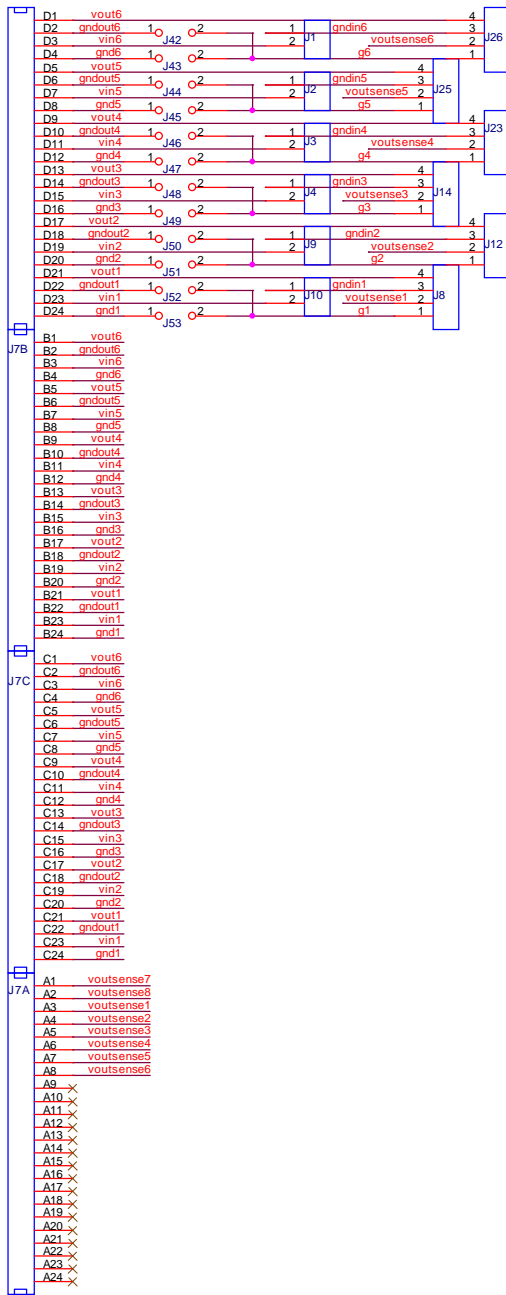 D1 vout6 4
D2 gndout6 1 2 1 gndin6 3 J26
D3 vin6 J42 2 J1 voutsense6 2
D4 gnd6 1 2 g6 1
D5 vout5 J43 4
D6 gndout5 1 2 1 gndin5 3
D7 vin5 J44 2 J2 voutsense5 2 J25
D8 gnd5 1 2 g5 1
D9 vout4 J45 4
D10 gndout4 1 2 1 gndin4 3 J23
D11 vin4 J46 2 J3 voutsense4 2
D12 gnd4 1 2 g4 1
D13 vout3 J47 4
D14 gndout3 1 2 1 gndin3 3
D15 vin3 J48 2 J4 voutsense3 2 J14
D16 gnd3 1 2 g3 1
D17 vout2 J49 4
D18 gndout2 1 2 1 gndin2 3 J12
D19 vin2 J50 2 J9 voutsense2 2
D20 gnd2 1 2 g2 1
D21 vout1 J51 4
D22 gndout1 1 2 1 gndin1 3
D23 vin1 J52 2 J10 voutsense1 2 J8
D24 gnd1 1 2 g1 1
J53
J7B
B1 vout6
B2 gndout6
B3 vin6
B4 gnd6
B5 vout5
B6 gndout5
B7 vin5
B8 gnd5
B9 vout4
B10 gndout4
B11 vin4
B12 gnd4
B13 vout3
B14 gndout3
B15 vin3
B16 gnd3
B17 vout2
B18 gndout2
B19 vin2
B20 gnd2
B21 vout1
B22 gndout1
B23 vin1
B24 gnd1
J7C
C1 vout6
C2 gndout6
C3 vin6
C4 gnd6
C5 vout5
C6 gndout5
C7 vin5
C8 gnd5
C9 vout4
C10 gndout4
C11 vin4
C12 gnd4
C13 vout3
C14 gndout3
C15 vin3
C16 gnd3
C17 vout2
C18 gndout2
C19 vin2
C20 gnd2
C21 vout1
C22 gndout1
C23 vin1
C24 gnd1
J7A
A1 voutsense7
A2 voutsense8
A3 voutsense1
A4 voutsense2
A5 voutsense3
A6 voutsense4
A7 voutsense5
A8 voutsense6
A9
A10
A11
A12
A13
A14
A15
A16
A17
A18
A19
A20
A21
A22
A23
A24